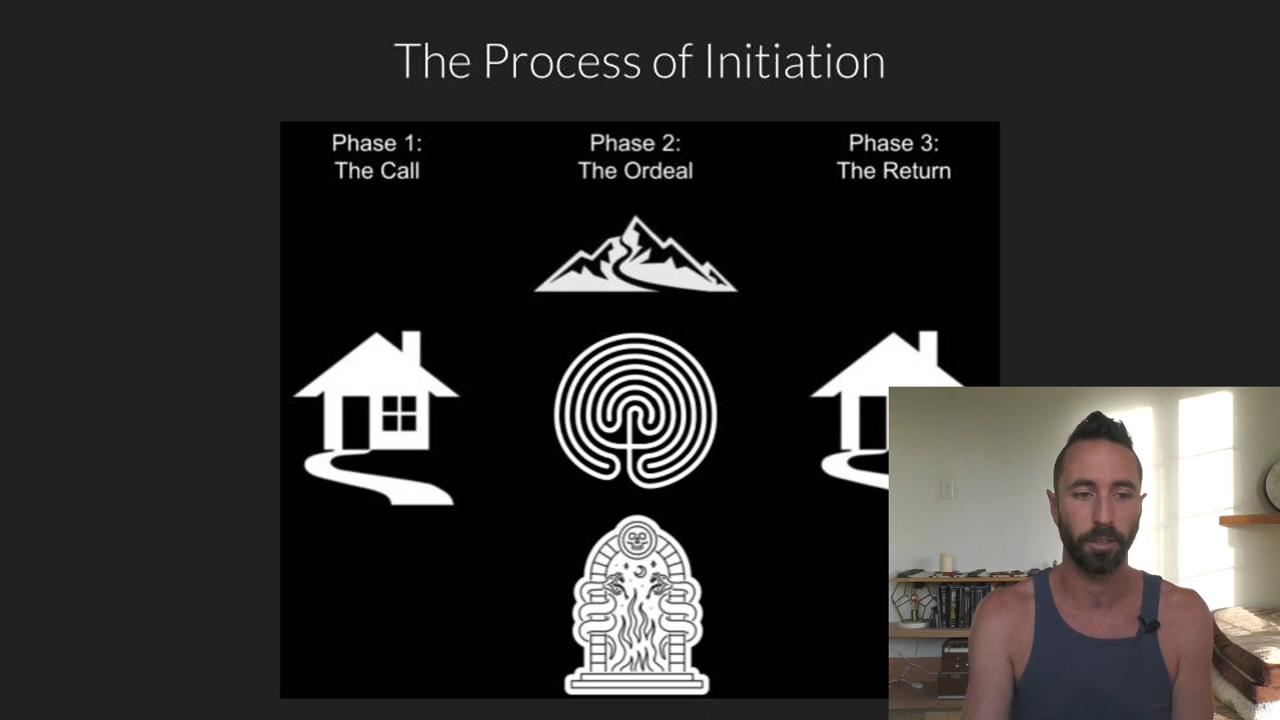 The Process of Initiation
Phase 1:
The Call
Phase 2:
The Ordeal
Phase 3:
The Return